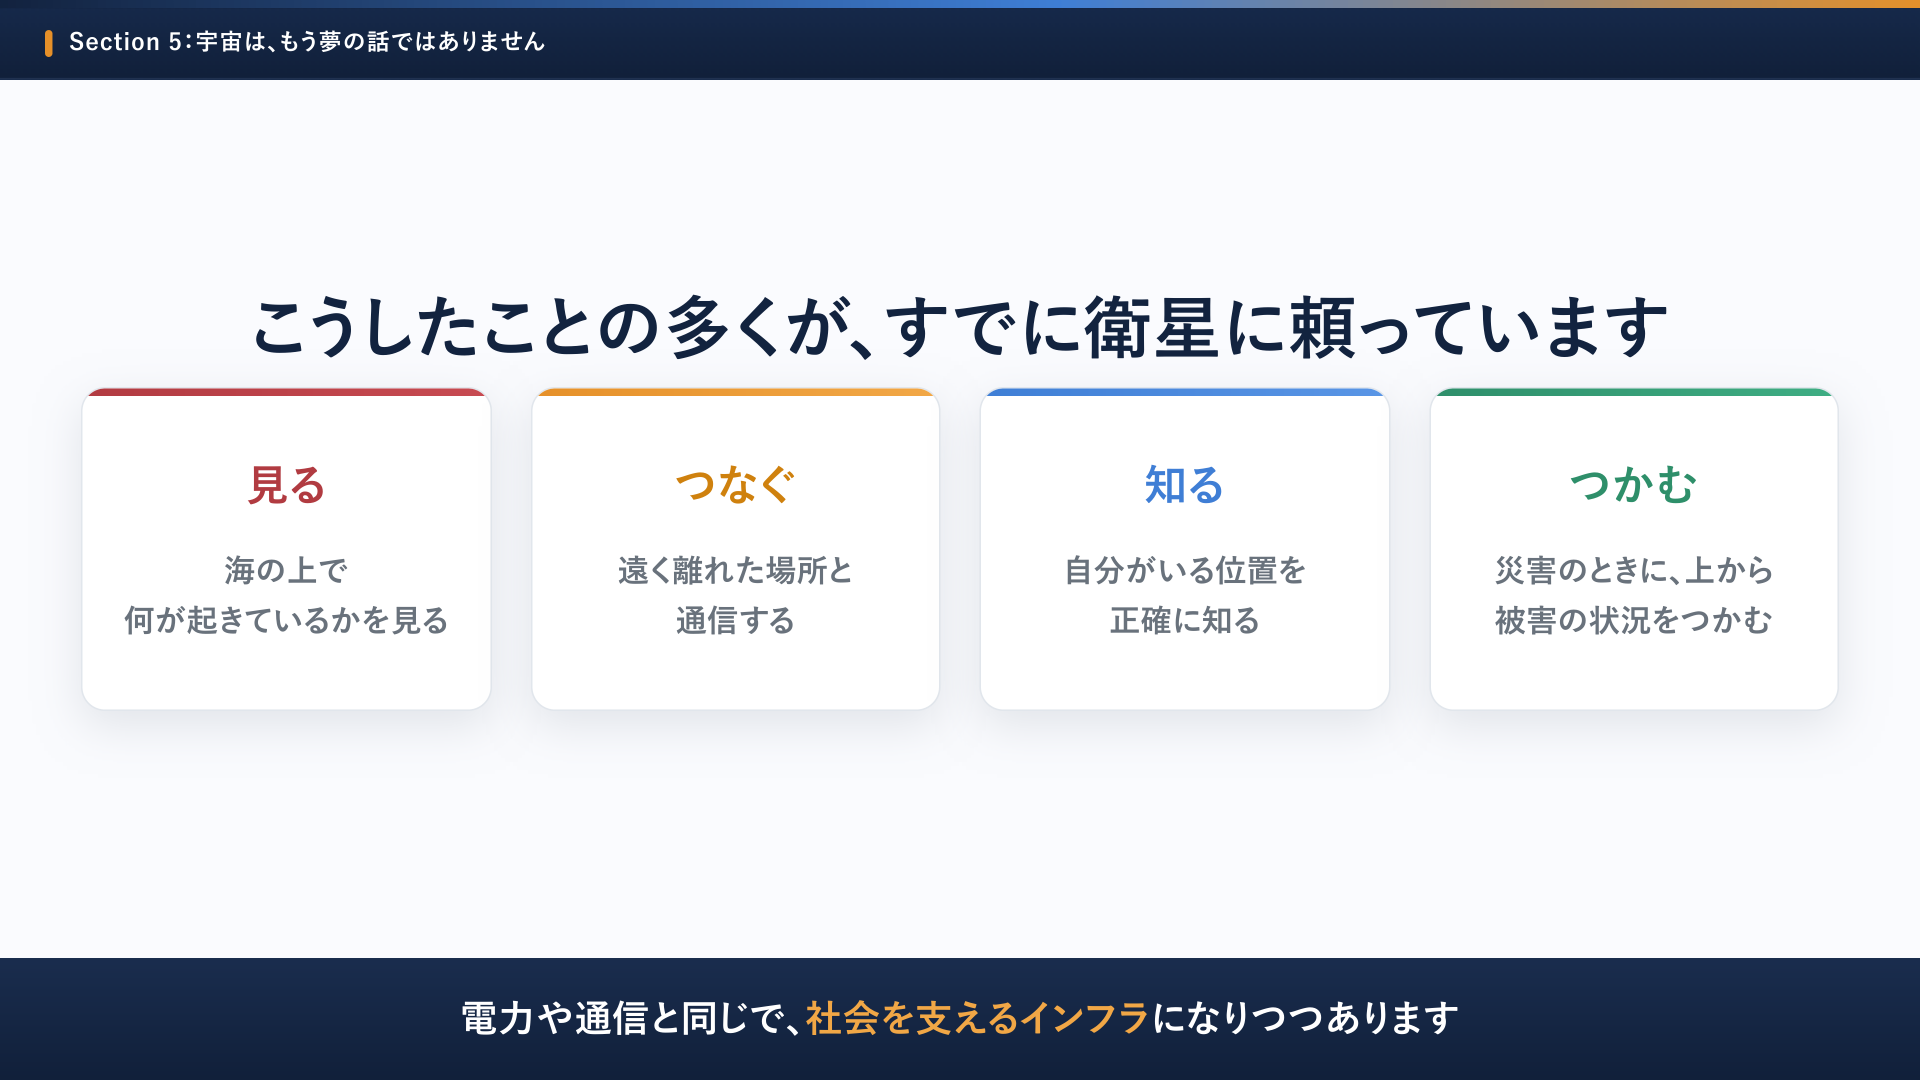 Section 5：宇宙は、もう夢の話ではありません
こうしたことの多くが、すでに衛星に頼っています
見る
海の上で
何が起きているかを見る
つなぐ
遠く離れた場所と
通信する
知る
自分がいる位置を
正確に知る
つかむ
災害のときに、上から
被害の状況をつかむ
電力や通信と同じで、社会を支えるインフラになりつつあります